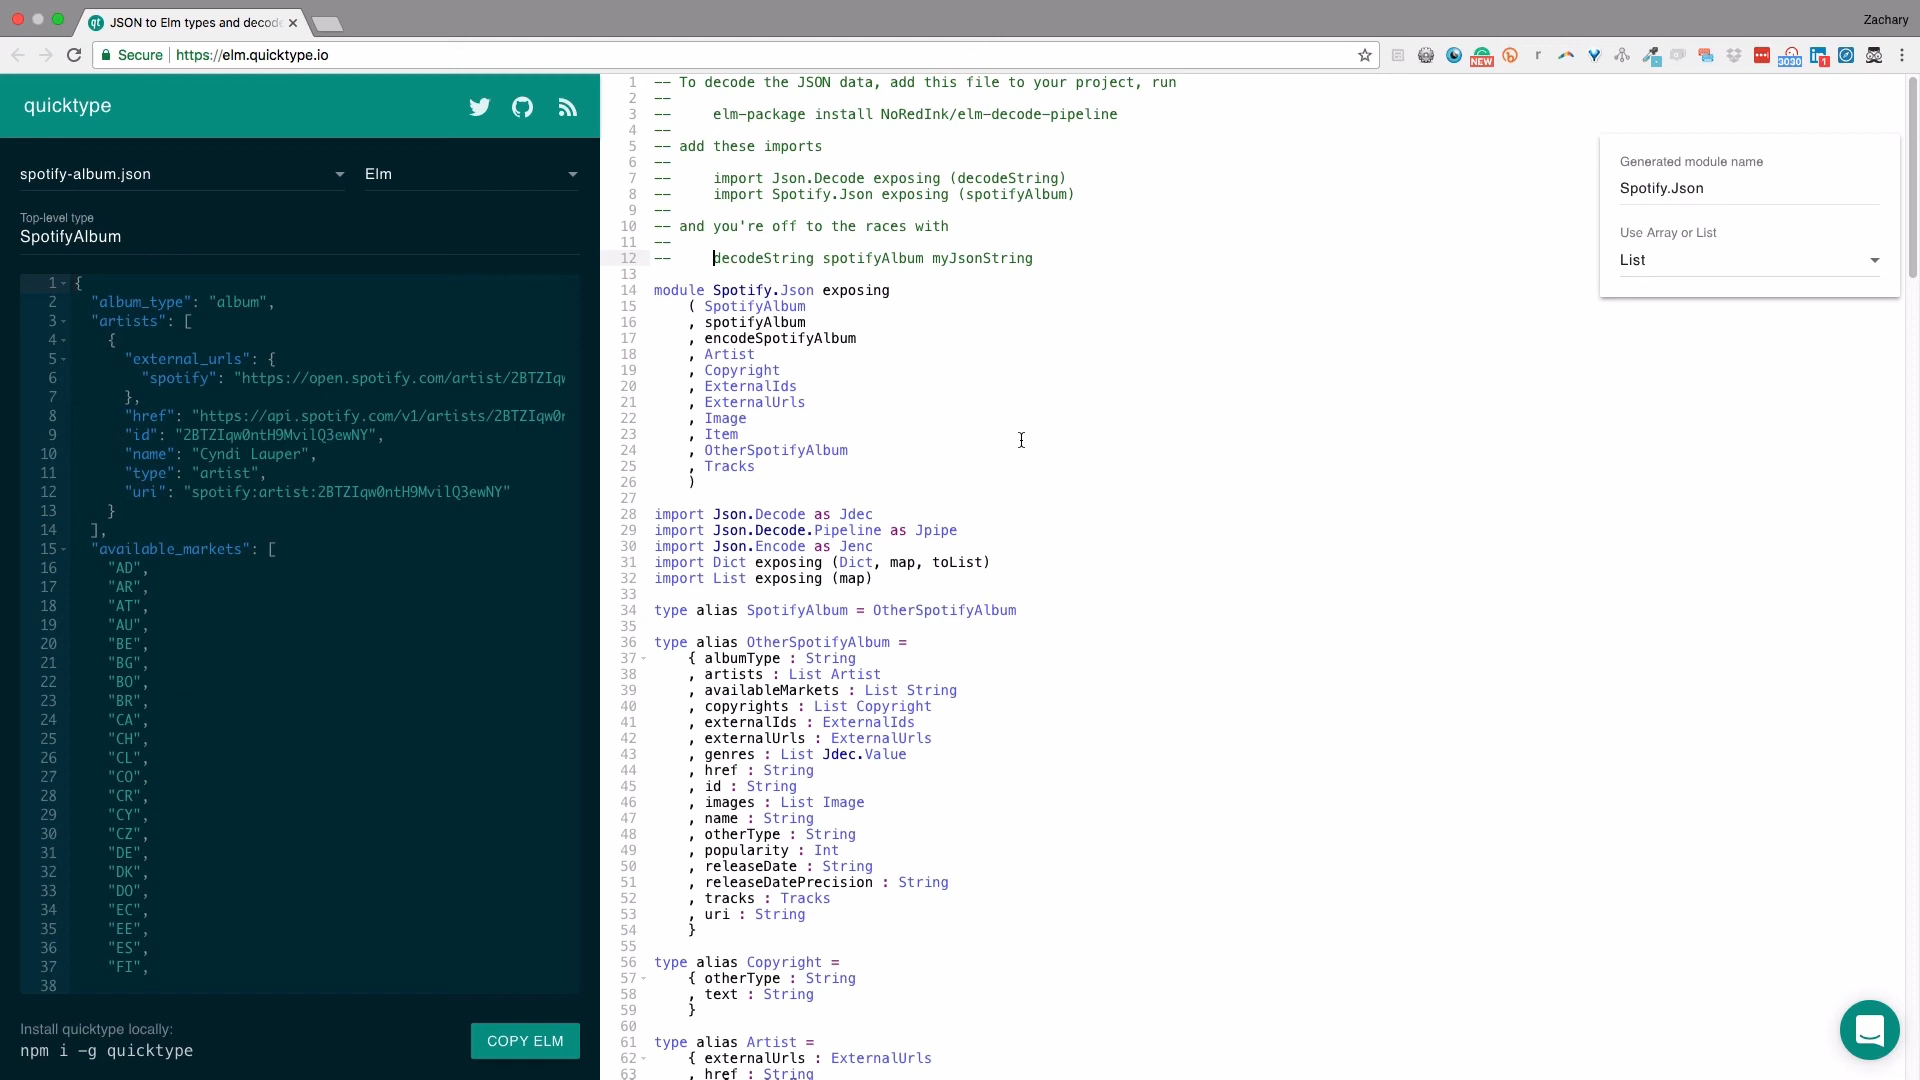 JSON to Elm types and decode
Zachary
Secure
https://elm.quicktype.io
NEW
r
3030
1
quicktype
spotify-album.json
Elm
Top-level type
SpotifyAlbum
1 {
2 "album_type": "album",
3 "artists": [
4 {
5 "external_urls": {
6 "spotify": "https://open.spotify.com/artist/2BTZIqw
7 },
8 "href": "https://api.spotify.com/v1/artists/2BTZIqw0n
9 "id": "2BTZIqw0ntH9MvilQ3ewNY",
10 "name": "Cyndi Lauper",
11 "type": "artist",
12 "uri": "spotify:artist:2BTZIqw0ntH9MvilQ3ewNY"
13 }
14 ],
15 "available_markets": [
16 "AD",
17 "AR",
18 "AT",
19 "AU",
20 "BE",
21 "BG",
22 "BO",
23 "BR",
24 "CA",
25 "CH",
26 "CL",
27 "CO",
28 "CR",
29 "CY",
30 "CZ",
31 "DE",
32 "DK",
33 "DO",
34 "EC",
35 "EE",
36 "ES",
37 "FI",
38
Install quicktype locally:
npm i -g quicktype
COPY ELM
1 -- To decode the JSON data, add this file to your project, run
2 --
3 -- elm-package install NoRedInk/elm-decode-pipeline
4 --
5 -- add these imports
6 --
7 -- import Json.Decode exposing (decodeString)
8 -- import Spotify.Json exposing (spotifyAlbum)
9 --
10 -- and you're off to the races with
11 --
12 -- decodeString spotifyAlbum myJsonString
13
14 module Spotify.Json exposing
15 ( SpotifyAlbum
16 , spotifyAlbum
17 , encodeSpotifyAlbum
18 , Artist
19 , Copyright
20 , ExternalIds
21 , ExternalUrls
22 , Image
23 , Item
24 , OtherSpotifyAlbum
25 , Tracks
26 )
27
28 import Json.Decode as Jdec
29 import Json.Decode.Pipeline as Jpipe
30 import Json.Encode as Jenc
31 import Dict exposing (Dict, map, toList)
32 import List exposing (map)
33
34 type alias SpotifyAlbum = OtherSpotifyAlbum
35
36 type alias OtherSpotifyAlbum =
37 { albumType : String
38 , artists : List Artist
39 , availableMarkets : List String
40 , copyrights : List Copyright
41 , externalIds : ExternalIds
42 , externalUrls : ExternalUrls
43 , genres : List Jdec.Value
44 , href : String
45 , id : String
46 , images : List Image
47 , name : String
48 , otherType : String
49 , popularity : Int
50 , releaseDate : String
51 , releaseDatePrecision : String
52 , tracks : Tracks
53 , uri : String
54 }
55
56 type alias Copyright =
57 { otherType : String
58 , text : String
59 }
60
61 type alias Artist =
62 { externalUrls : ExternalUrls
63 , href : String
Generated module name
Spotify.Json
Use Array or List
List